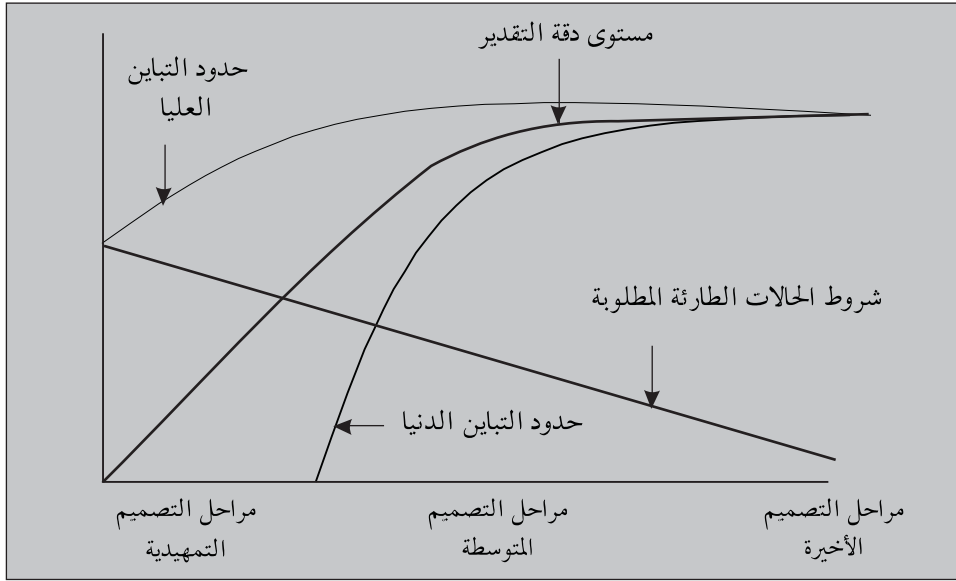 مستوى دقة التقدير
حدود التباين
العليا
شروط الحالات الطارئة المطلوبة
حدود التباين الدنيا
مراحل التصميم
التمهيدية
مراحل التصميم
المتوسطة
مراحل التصميم
الأخيرة